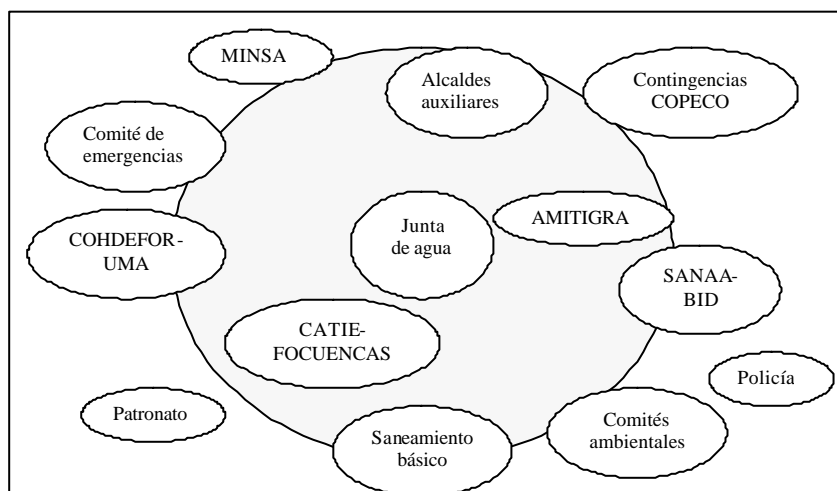 MINSA
Alcaldes
auxiliares
Contingencias
COPECO
Comité de
emergencias
Junta
de agua
AMITIGRA
COHDEFOR-
UMA
SANAA-
BID
CATIE-
FOCUENCAS
Policía
Patronato
Saneamiento
básico
Comités
ambientales